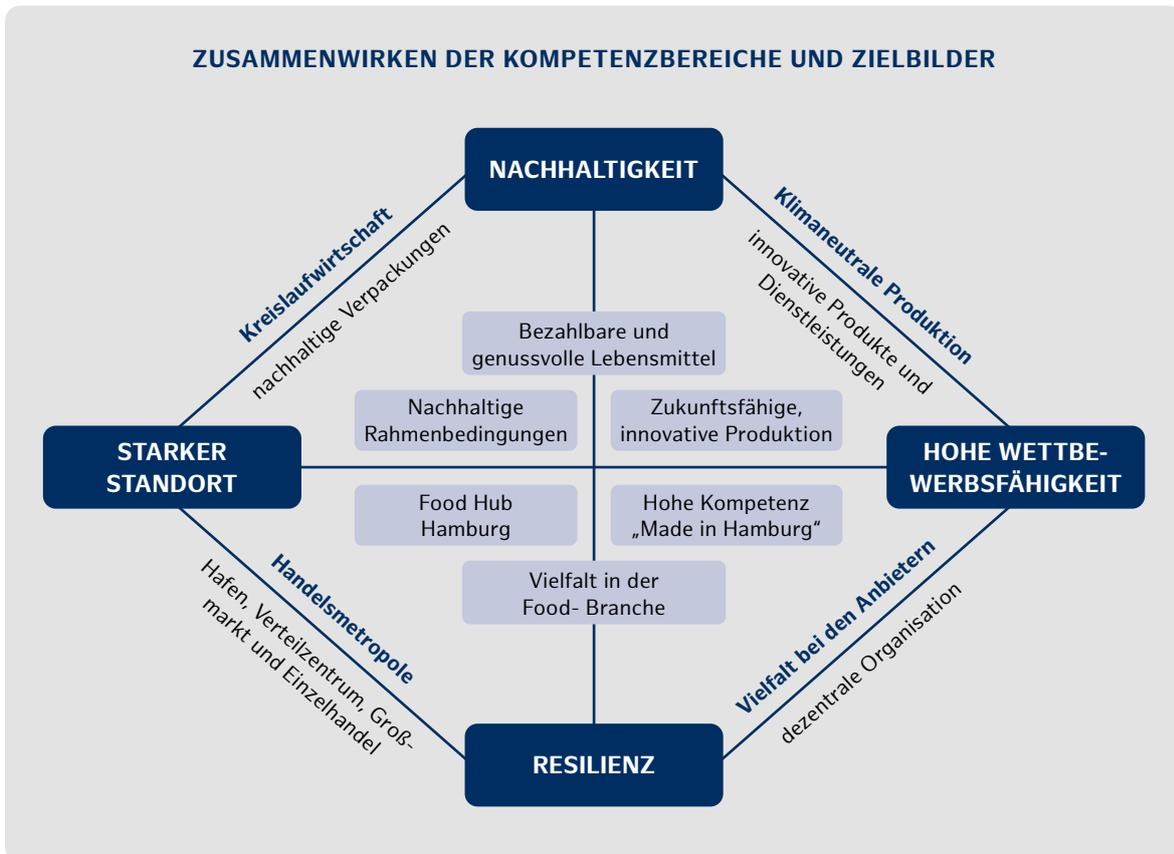 ZUSAMMENWIRKEN DER KOMPETENZBEREICHE UND ZIELBILDER
NACHHALTIGKEIT
Kreislaufwirtschaft
nachhaltige Verpackungen
Klimaneutrale Produktion
innovative Produkte und
Dienstleistungen
Bezahlbare und
genussvolle Lebensmittel
Nachhaltige
Rahmenbedingungen
Zukunftsfähige,
innovative Produktion
STARKER
STANDORT
HOHE WETTBE-
WERBSFÄHIGKEIT
Food Hub
Hamburg
Hohe Kompetenz
„Made in Hamburg“
Vielfalt in der
Food- Branche
Handelsmetropole
Hafen, Verteilzentrum, Groß-
markt und Einzelhandel
Vielfalt bei den Anbietern
dezentrale Organisation
RESILIENZ